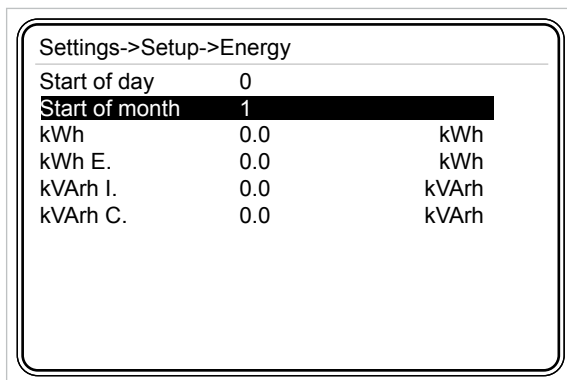 Settings->Setup->Energy
Start of day 0
Start of month 1
kWh 0.0 kWh
kWh E. 0.0 kWh
kVArh I. 0.0 kVArh
kVArh C. 0.0 kVArh